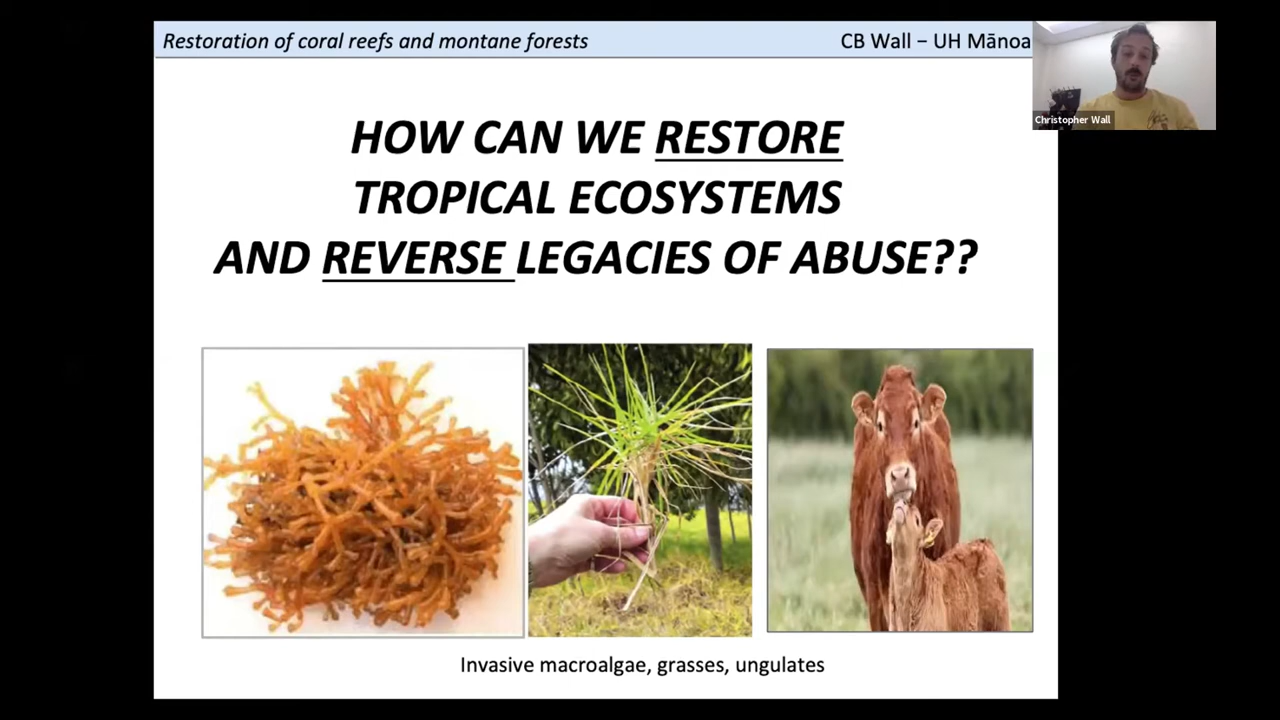 Restoration of coral reefs and montane forests
CB Wall – UH Mānoa
Christopher Wall
HOW CAN WE RESTORE
TROPICAL ECOSYSTEMS
AND REVERSE LEGACIES OF ABUSE??
Invasive macroalgae, grasses, ungulates